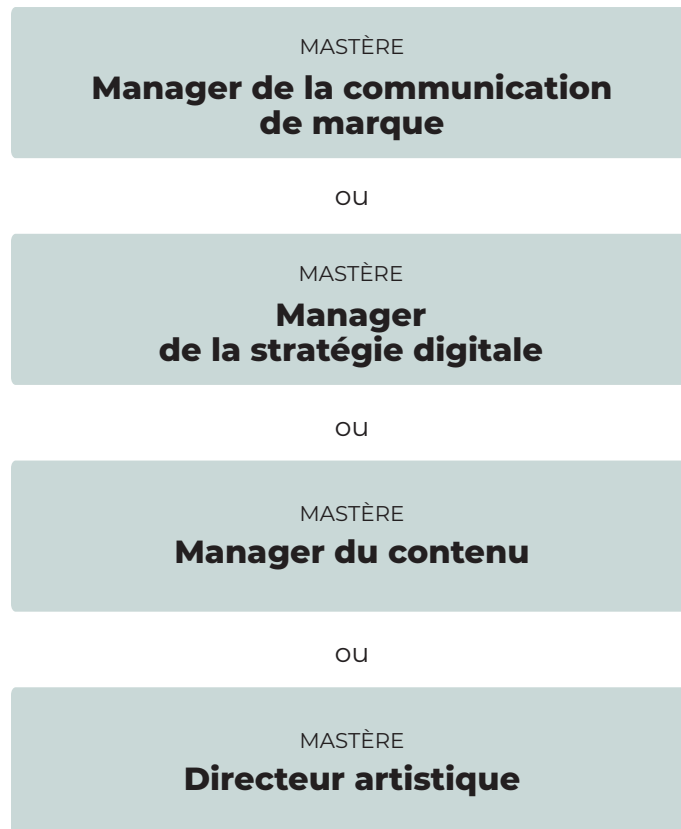 MASTÈRE
Manager de la communication
de marque
ou
MASTÈRE
Manager
de la stratégie digitale
ou
MASTÈRE
Manager du contenu
ou
MASTÈRE
Directeur artistique